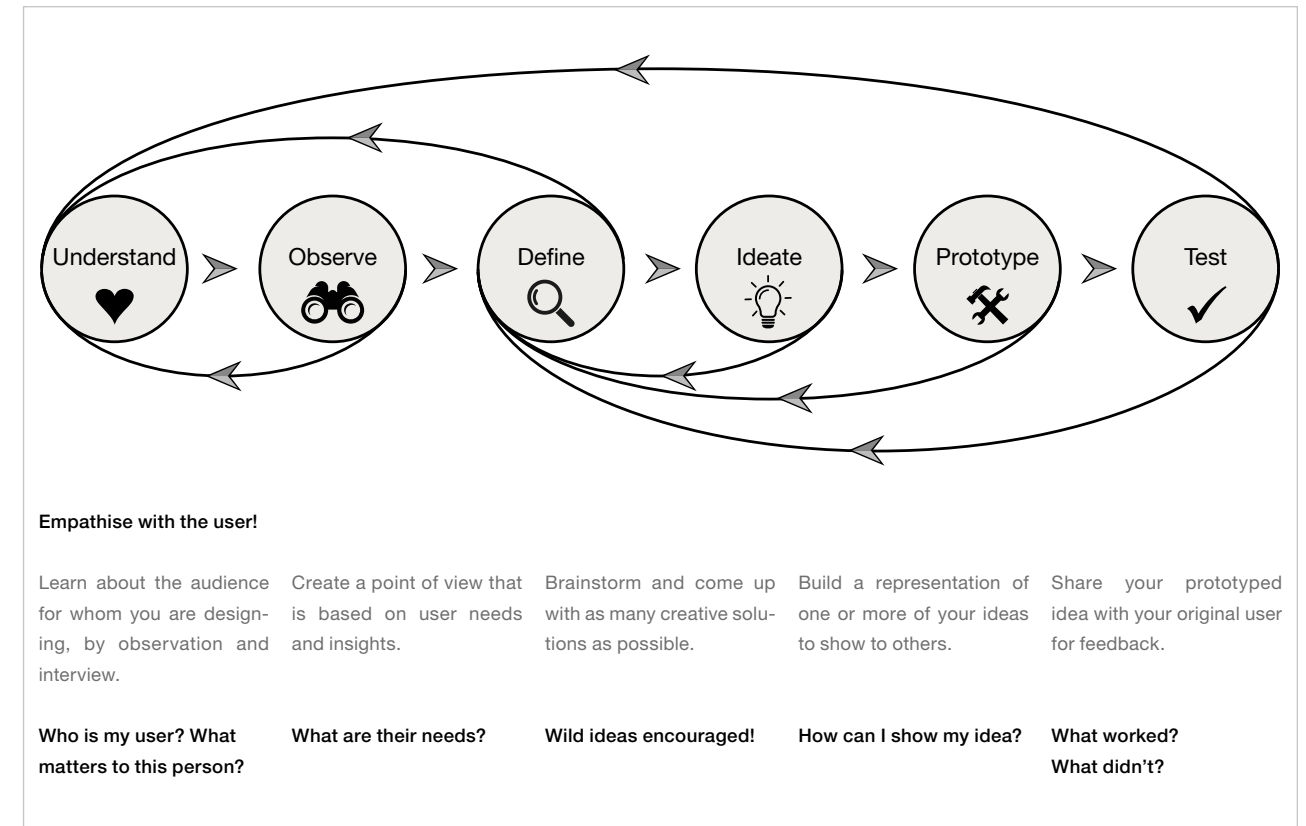 Understand
Observe
Define
Ideate
Prototype
Test
Empathise with the user!
Learn about the audience
for whom you are design-
ing, by observation and
interview.
Create a point of view that
is based on user needs
and insights.
Brainstorm and come up
with as many creative solu-
tions as possible.
Build a representation of
one or more of your ideas
to show to others.
Share your prototyped
idea with your original user
for feedback.
Who is my user? What
matters to this person?
What are their needs?
Wild ideas encouraged!
How can I show my idea?
What worked?
What didn’t?